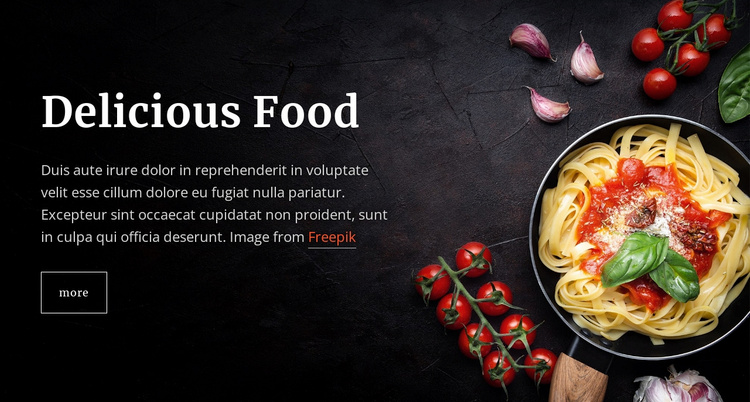 Delicious Food
Duis aute irure dolor in reprehenderit in voluptate
velit esse cillum dolore eu fugiat nulla pariatur.
Excepteur sint occaecat cupidatat non proident, sunt
in culpa qui officia deserunt. Image from Freepik
more